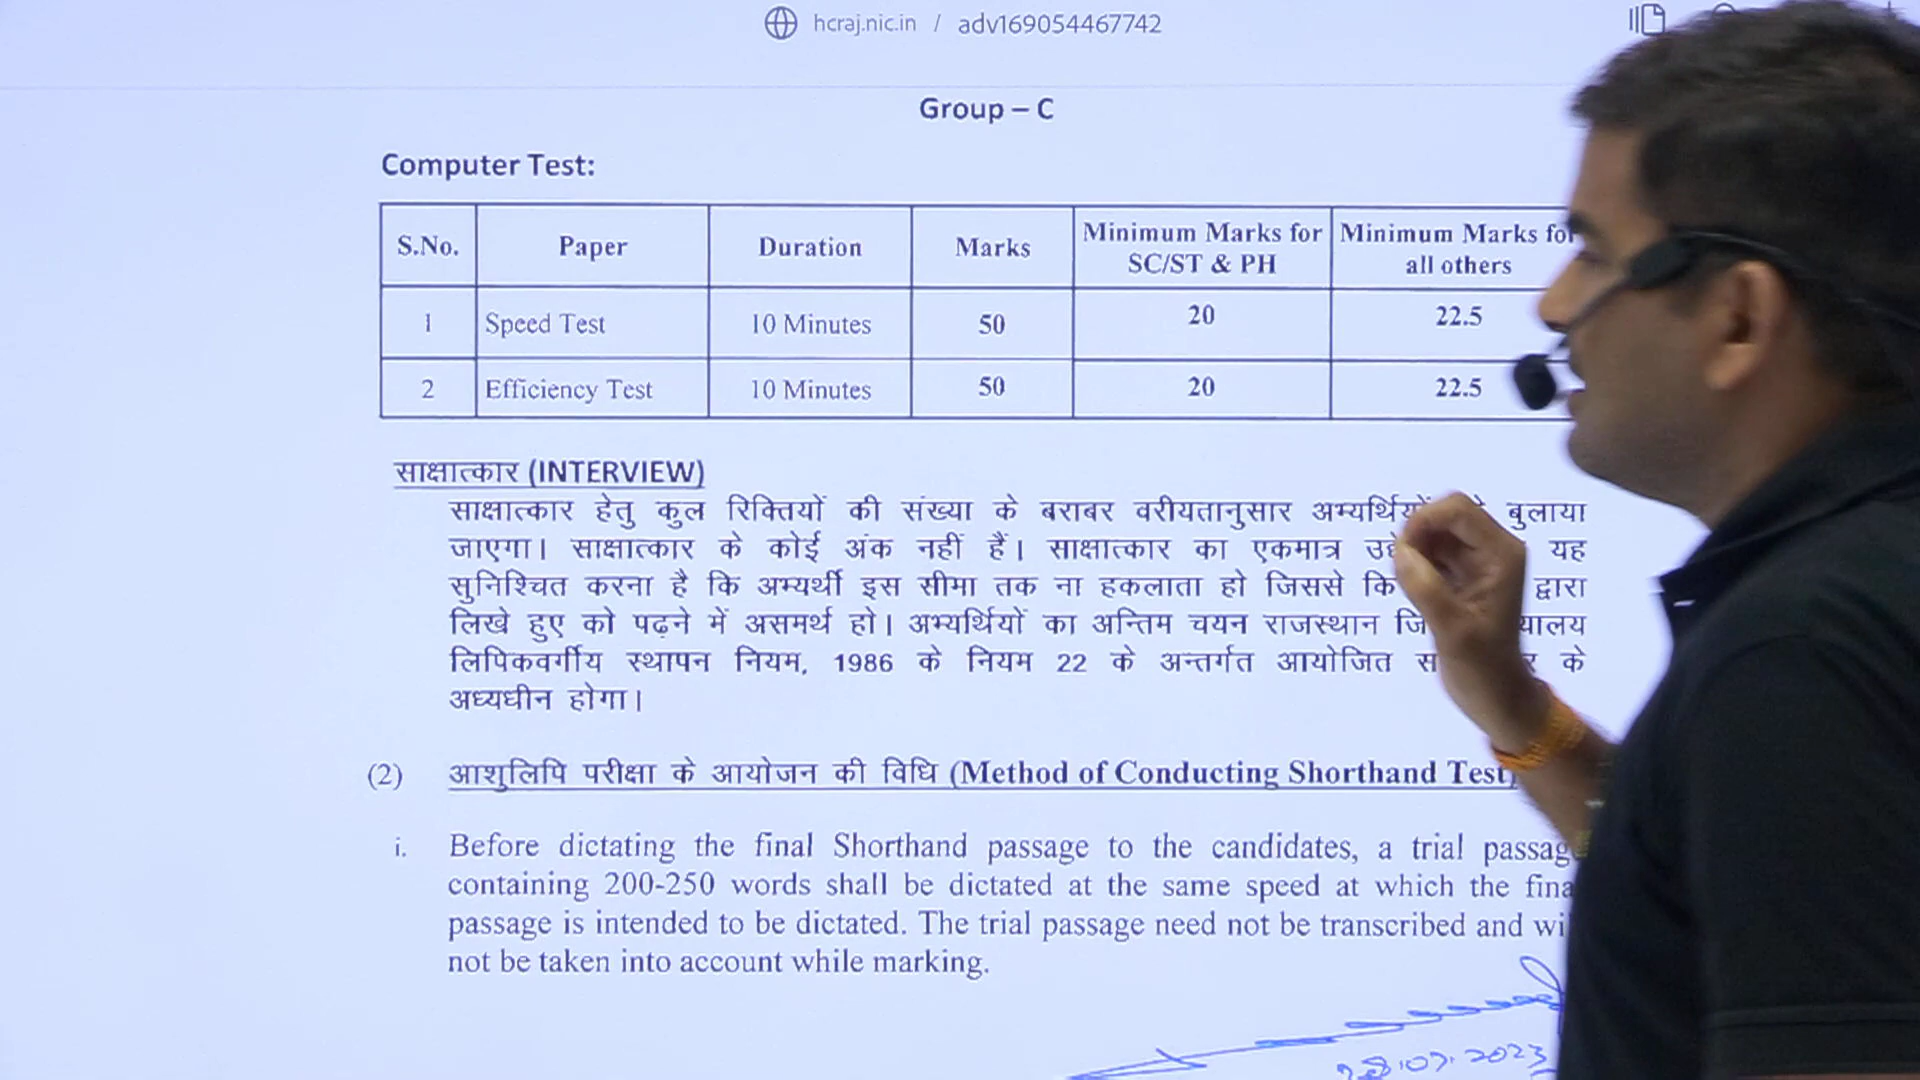 hcraj.nic.in / adv169054467742
Group – C
Computer Test:
S.No. Paper Duration Marks Minimum Marks for SC/ST & PH Minimum Marks for all others
1 Speed Test 10 Minutes 50 20 22.5
2 Efficiency Test 10 Minutes 50 20 22.5
साक्षात्कार (INTERVIEW)
साक्षात्कार हेतु कुल रिक्तियों की संख्या के बराबर वरीयतानुसार बुलाया
जाएगा। साक्षात्कार के कोई अंक नहीं हैं। साक्षात्कार का एकमात्र यह
सुनिश्चित करना है कि अभ्यर्थी इस सीमा तक ना हकलाता हो जिससे कि द्वारा
लिखे हुए को पढ़ने में असमर्थ हो। अभ्यर्थियों का अन्तिम चयन राजस्थान
लिपिकवर्गीय स्थापन नियम, 1986 के नियम 22 के अन्तर्गत आयोजित के
अध्यधीन होगा।
(2) आशुलिपि परीक्षा के आयोजन की विधि (Method of Conducting Shorthand Test)
i. Before dictating the final Shorthand passage to the candidates, a trial
containing 200-250 words shall be dictated at the same speed at which the
passage is intended to be dictated. The trial passage need not be transcribed and
not be taken into account while marking.
28.07.2023